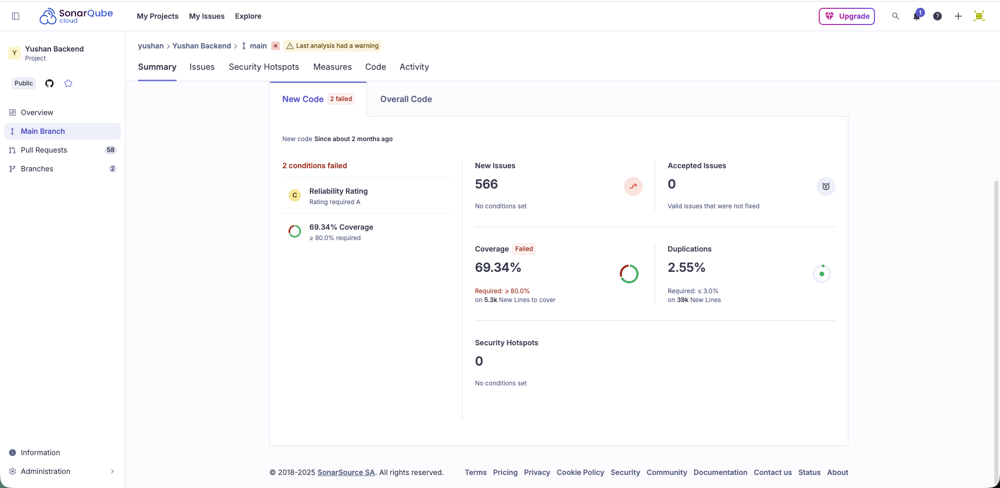 SonarQube cloud
My Projects
My Issues
Explore
Upgrade
1
?
Y
Yushan Backend
Project
Public
Overview
Main Branch
Pull Requests 58
Branches 2
Information
Administration
yushan > Yushan Backend > main
Last analysis had a warning
Summary
Issues
Security Hotspots
Measures
Code
Activity
New Code 2 failed
Overall Code
New code Since about 2 months ago
2 conditions failed
C
Reliability Rating
Rating required A
69.34% Coverage
≥ 80.0% required
New Issues
566
No conditions set
Accepted Issues
0
Valid issues that were not fixed
Coverage Failed
69.34%
Required: ≥ 80.0%
on 5.3k New Lines to cover
Duplications
2.55%
Required: ≤ 3.0%
on 39k New Lines
Security Hotspots
0
No conditions set
© 2018-2025 SonarSource SA. All rights reserved.
Terms Pricing Privacy Cookie Policy Security Community Documentation Contact us Status About